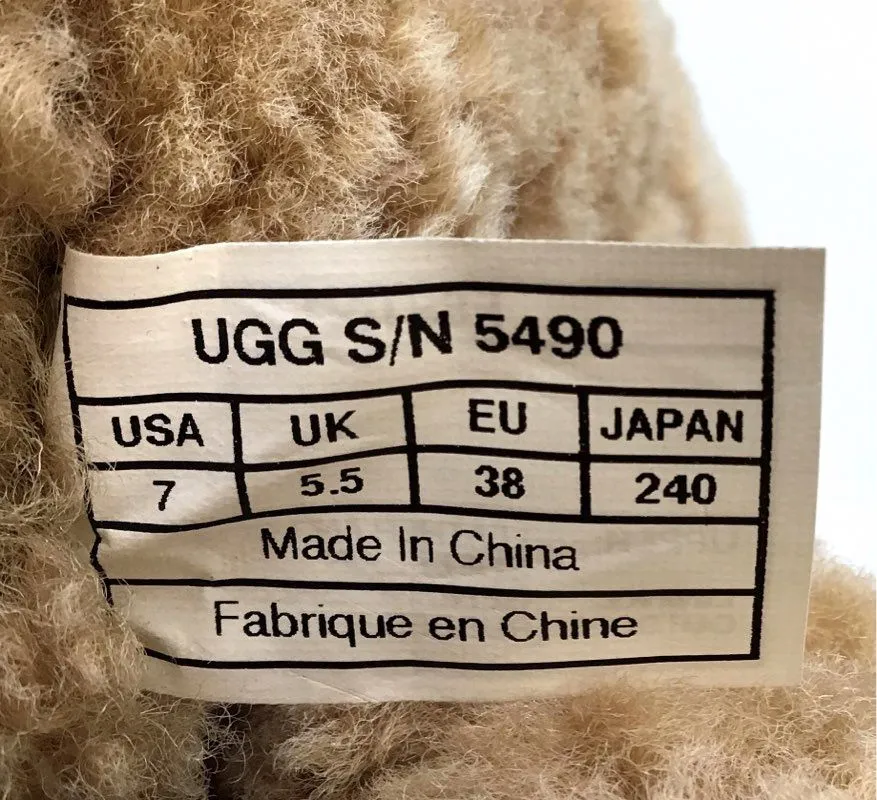 UGG S/N 5490
USA UK EU JAPAN
7 5.5 38 240
Made In China
Fabrique en Chine